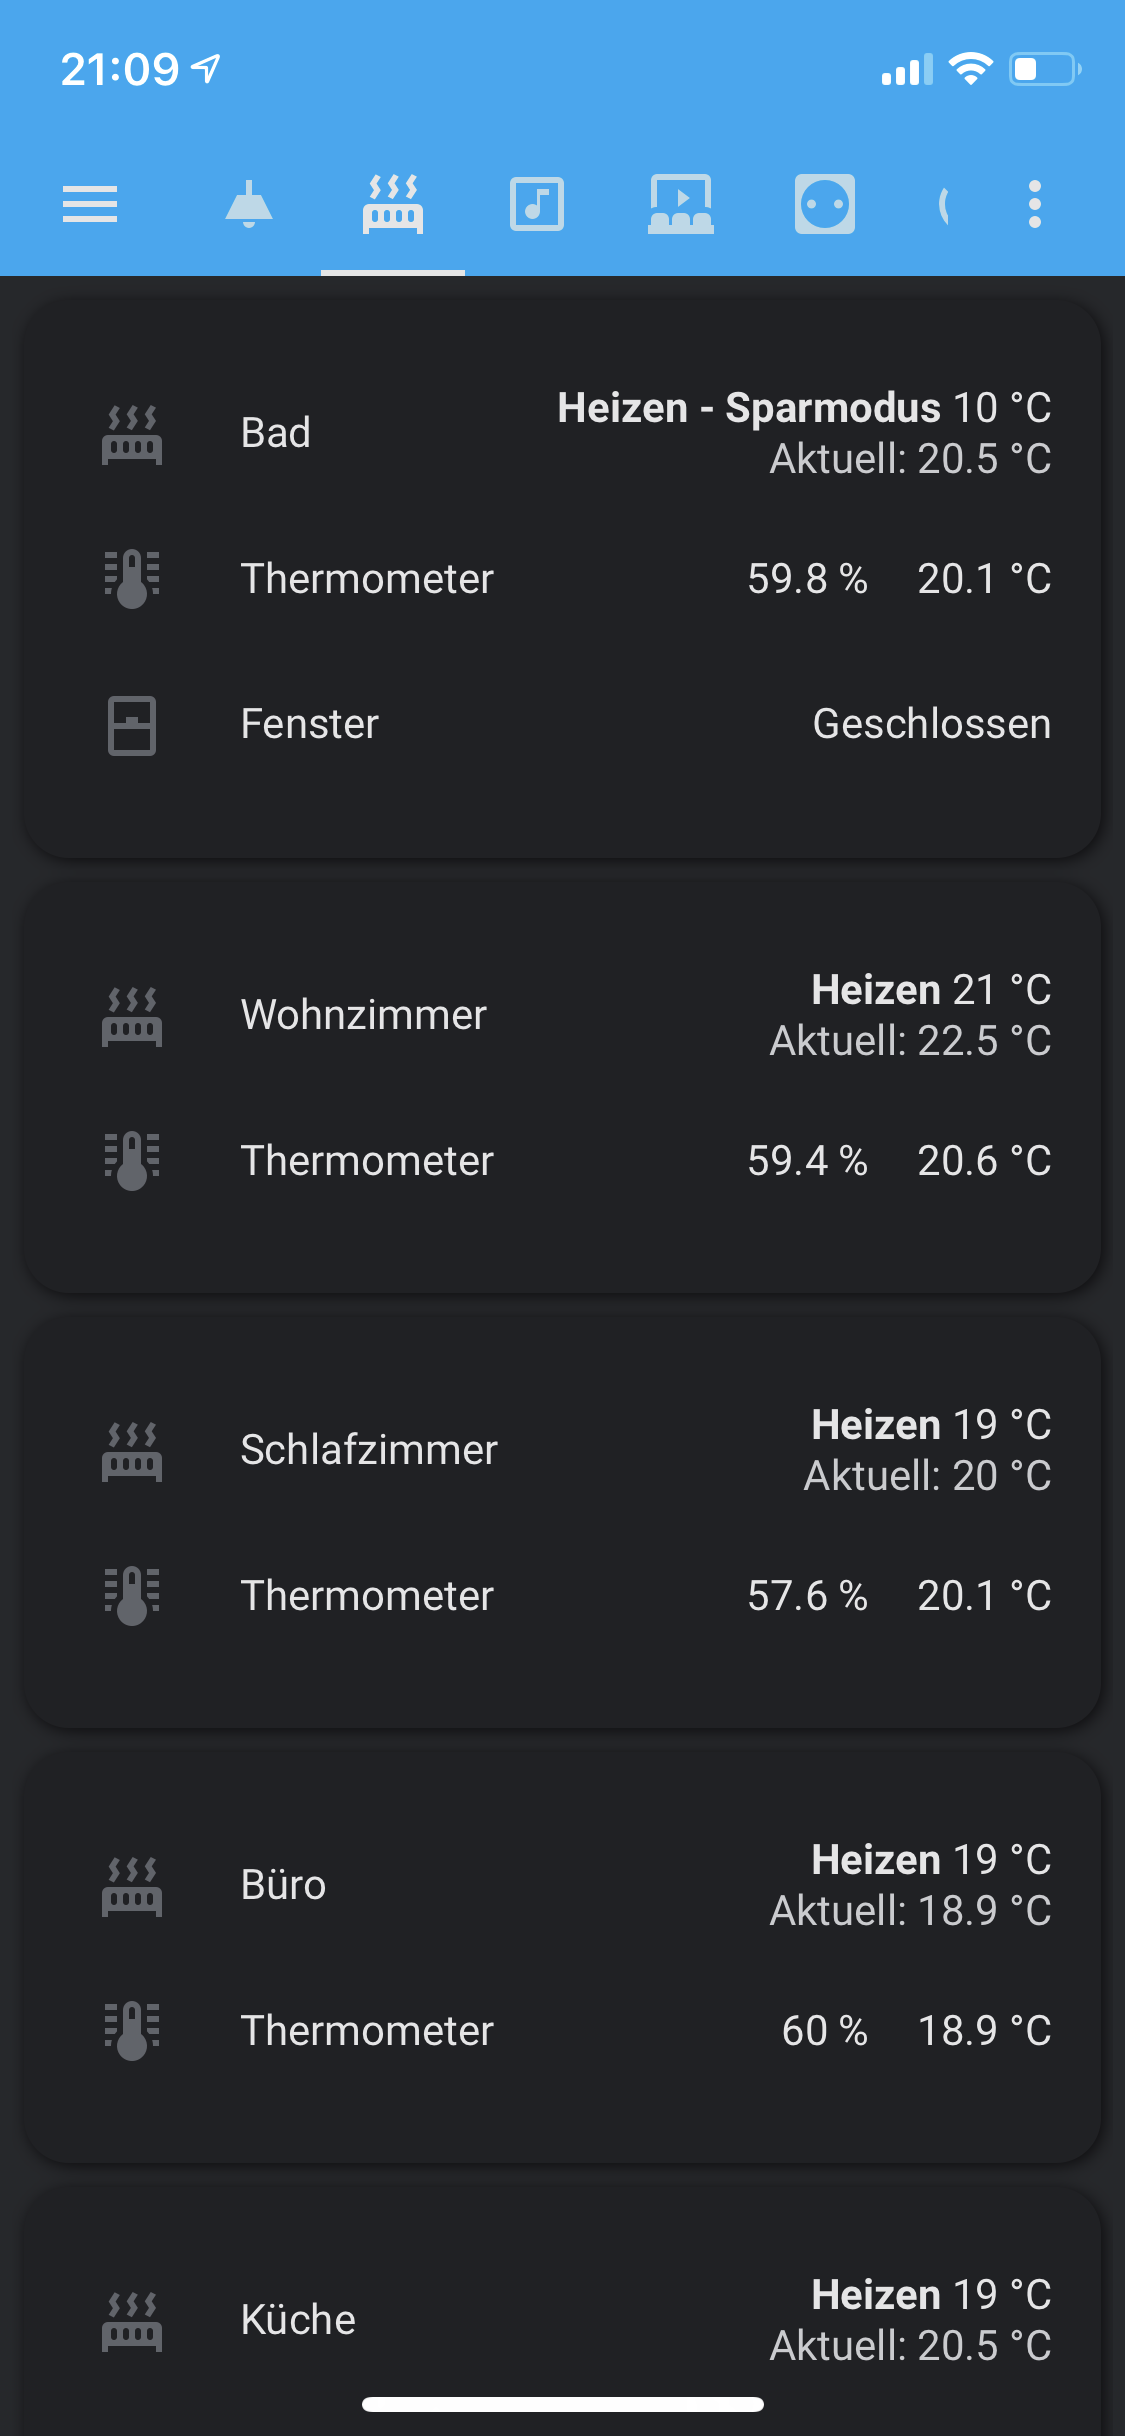 21:09
Bad
Heizen - Sparmodus 10 °C
Aktuell: 20.5 °C
Thermometer 59.8 % 20.1 °C
Fenster Geschlossen
Wohnzimmer
Heizen 21 °C
Aktuell: 22.5 °C
Thermometer 59.4 % 20.6 °C
Schlafzimmer
Heizen 19 °C
Aktuell: 20 °C
Thermometer 57.6 % 20.1 °C
Büro
Heizen 19 °C
Aktuell: 18.9 °C
Thermometer 60 % 18.9 °C
Küche
Heizen 19 °C
Aktuell: 20.5 °C